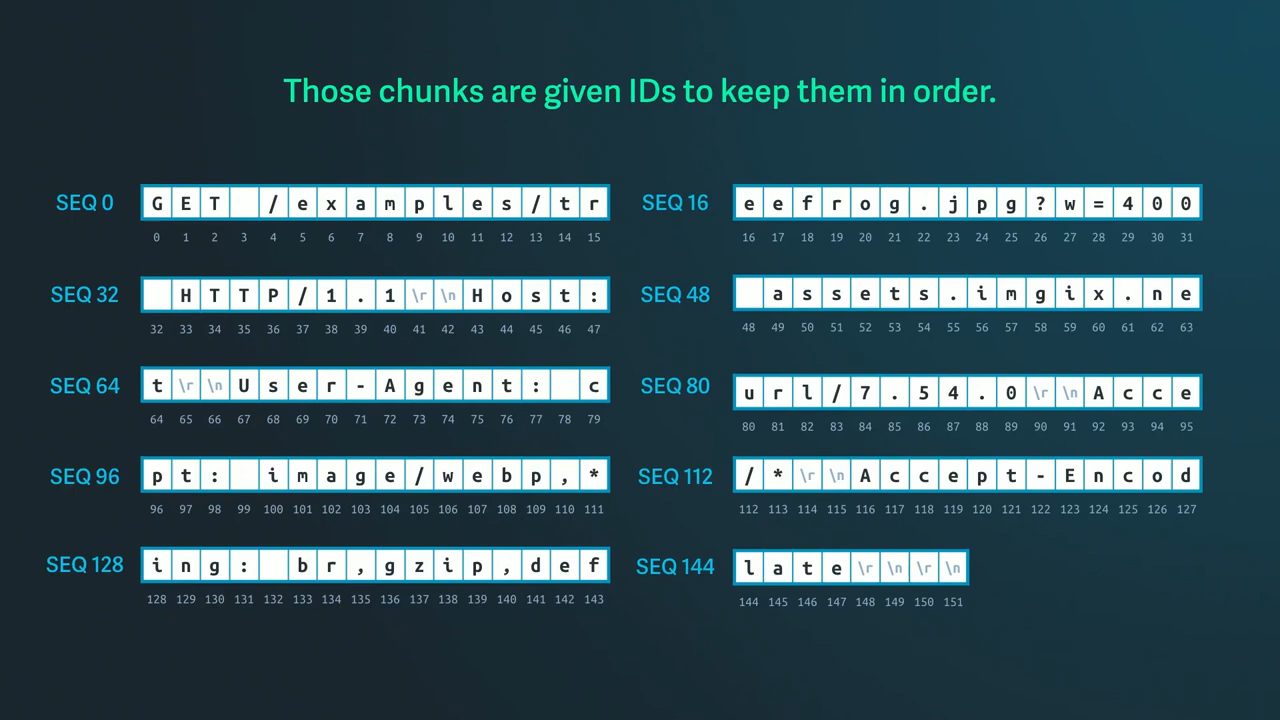 Those chunks are given IDs to keep them in order.
SEQ 0 G E T   / e x a m p l e s / t r
0 1 2 3 4 5 6 7 8 9 10 11 12 13 14 15
SEQ 16 e e f r o g . j p g ? w = 4 0 0
16 17 18 19 20 21 22 23 24 25 26 27 28 29 30 31
SEQ 32   H T T P / 1 . 1 \r \n H o s t :
32 33 34 35 36 37 38 39 40 41 42 43 44 45 46 47
SEQ 48   a s s e t s . i m g i x . n e
48 49 50 51 52 53 54 55 56 57 58 59 60 61 62 63
SEQ 64 t \r \n U s e r - A g e n t :   c
64 65 66 67 68 69 70 71 72 73 74 75 76 77 78 79
SEQ 80 u r l / 7 . 5 4 . 0 \r \n A c c e
80 81 82 83 84 85 86 87 88 89 90 91 92 93 94 95
SEQ 96 p t :   i m a g e / w e b p , *
96 97 98 99 100 101 102 103 104 105 106 107 108 109 110 111
SEQ 112 / * \r \n A c c e p t - E n c o d
112 113 114 115 116 117 118 119 120 121 122 123 124 125 126 127
SEQ 128 i n g :   b r , g z i p , d e f
128 129 130 131 132 133 134 135 136 137 138 139 140 141 142 143
SEQ 144 l a t e \r \n \r \n
144 145 146 147 148 149 150 151